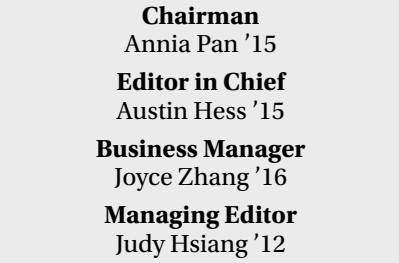 Chairman
Annia Pan ’15
Editor in Chief
Austin Hess ’15
Business Manager
Joyce Zhang ’16
Managing Editor
Judy Hsiang ’12